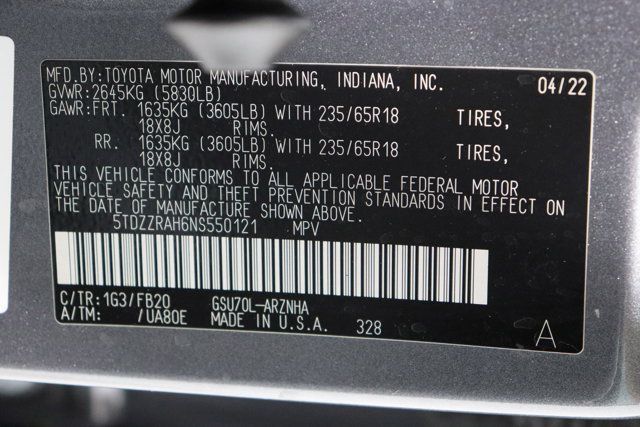 MFD.BY:TOYOTA MOTOR MANUFACTURING, INDIANA, INC. 04/22
GVWR:2645KG (5830LB)
GAWR:FRT. 1635KG (3605LB) WITH 235/65R18 TIRES,
18X8J RIMS.
RR. 1635KG (3605LB) WITH 235/65R18 TIRES,
18X8J RIMS.
THIS VEHICLE CONFORMS TO ALL APPLICABLE FEDERAL MOTOR
VEHICLE SAFETY AND THEFT PREVENTION STANDARDS IN EFFECT ON
THE DATE OF MANUFACTURE SHOWN ABOVE.
5TDZZRAH6NS550121 MPV
C/TR:1G3/FB20 GSU70L-ARZNHA
A/TM: /UA80E MADE IN U.S.A. 328 A